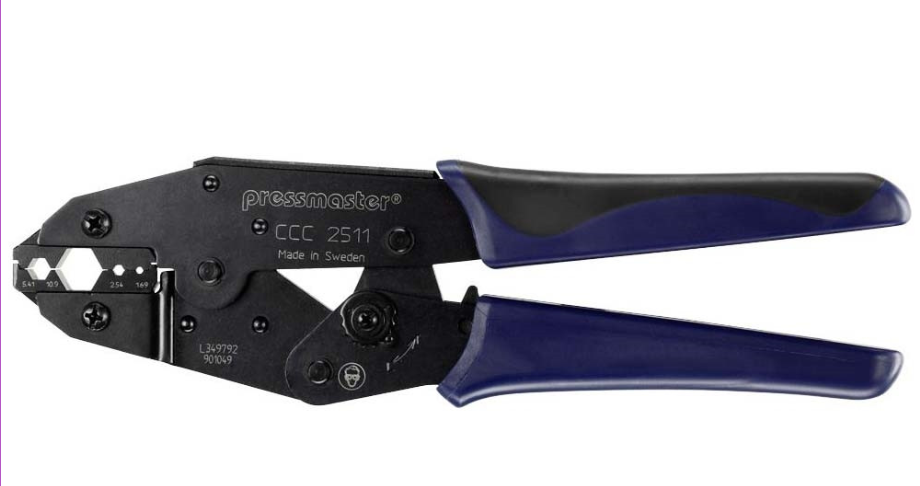 pressmaster®
CCC 2511
Made in Sweden
5.41 10.9 2.54 1.69
L349792
901049